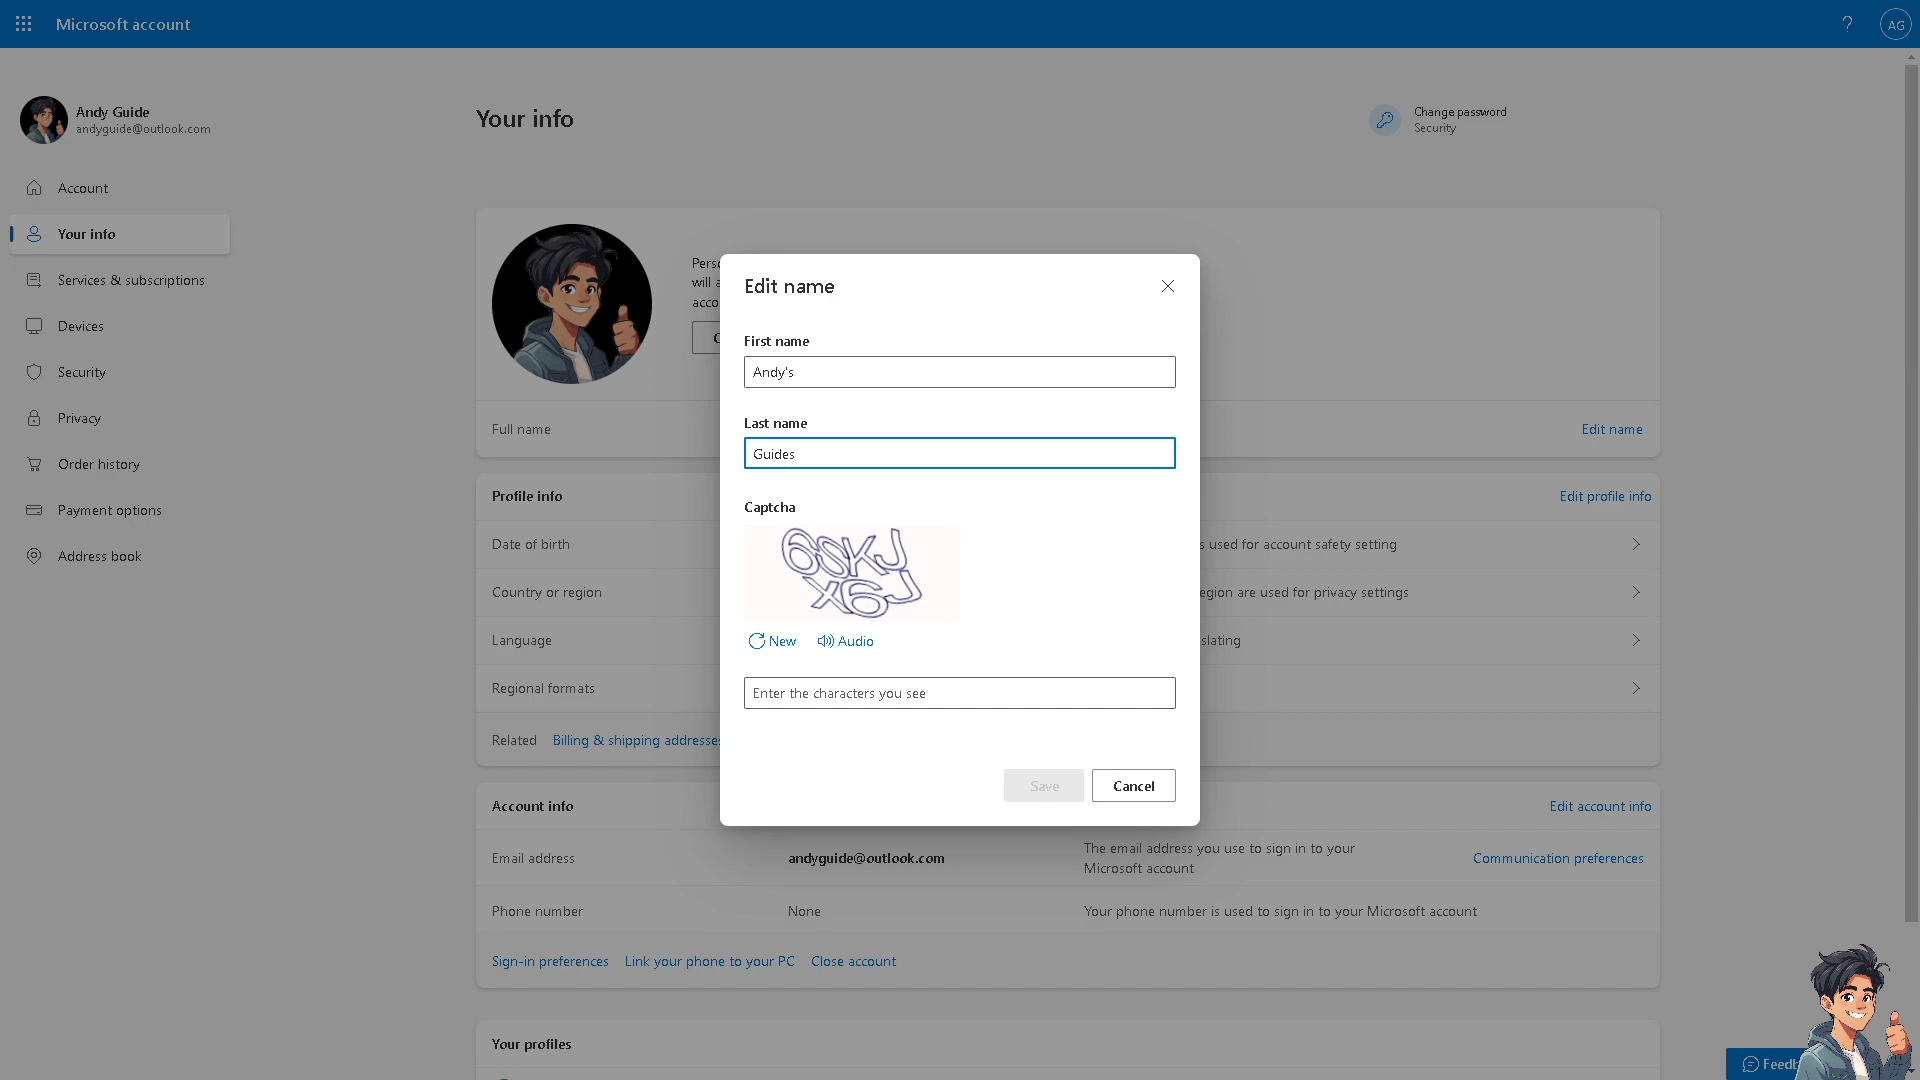 Microsoft account
?
AG
Andy Guide
andyguide@outlook.com
Your info
Change password
Security
Account
Your info
Services & subscriptions
Devices
Security
Privacy
Order history
Payment options
Address book
Perso
will a
acco
C
Full name
Edit name
Profile info
Edit profile info
Date of birth
s used for account safety setting
Country or region
egion are used for privacy settings
Language
slating
Regional formats
Related
Billing & shipping addresses
Account info
Edit account info
Email address
andyguide@outlook.com
The email address you use to sign in to your
Microsoft account
Communication preferences
Phone number
None
Your phone number is used to sign in to your Microsoft account
Sign-in preferences
Link your phone to your PC
Close account
Your profiles
Feedb
Edit name
First name
Andy's
Last name
Guides
Captcha
New
Audio
Enter the characters you see
Save
Cancel